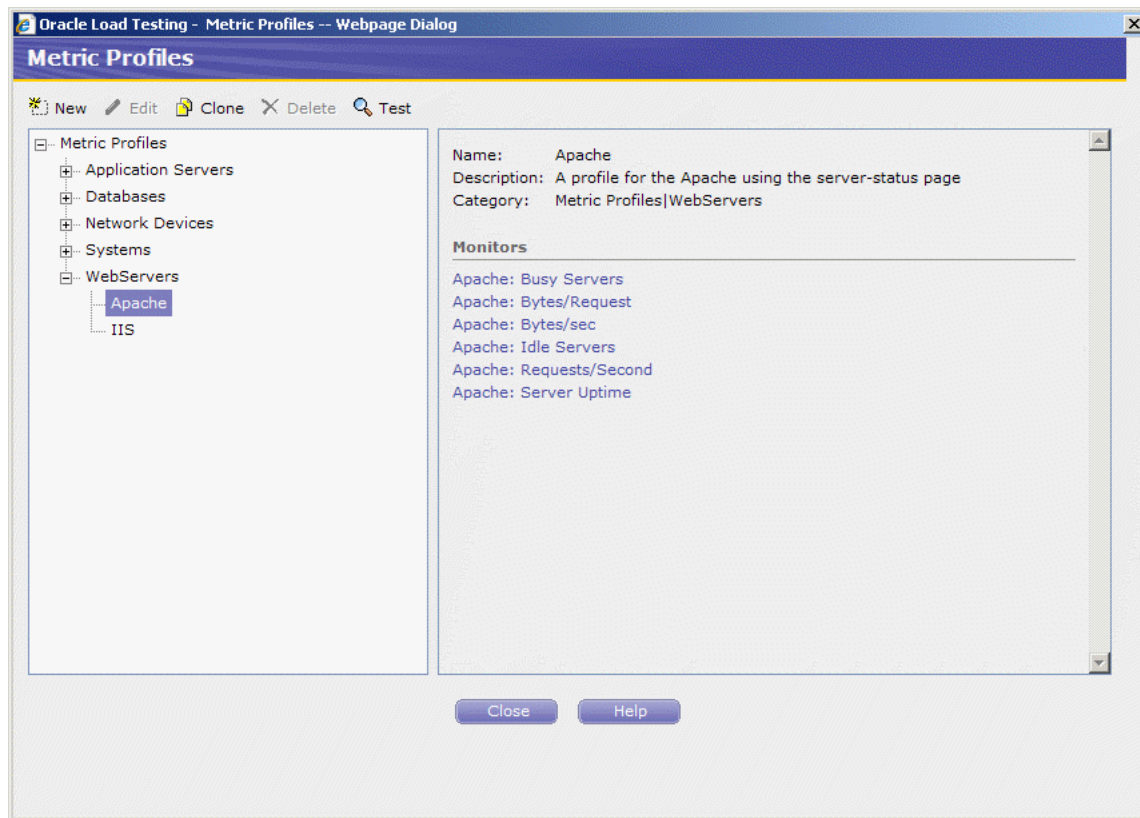 Oracle Load Testing - Metric Profiles -- Webpage Dialog
Metric Profiles
New Edit Clone Delete Test
Metric Profiles
Application Servers
Databases
Network Devices
Systems
WebServers
Apache
IIS
Name: Apache
Description: A profile for the Apache using the server-status page
Category: Metric Profiles|WebServers
Monitors
Apache: Busy Servers
Apache: Bytes/Request
Apache: Bytes/sec
Apache: Idle Servers
Apache: Requests/Second
Apache: Server Uptime
Close Help